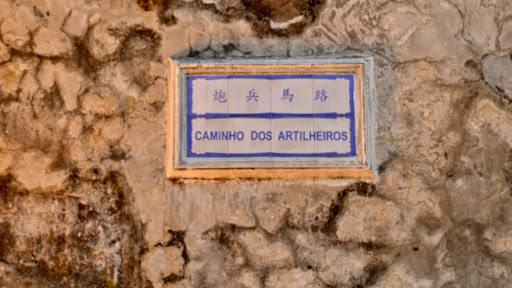 炮兵馬路
CAMINHO DOS ARTILHEIROS